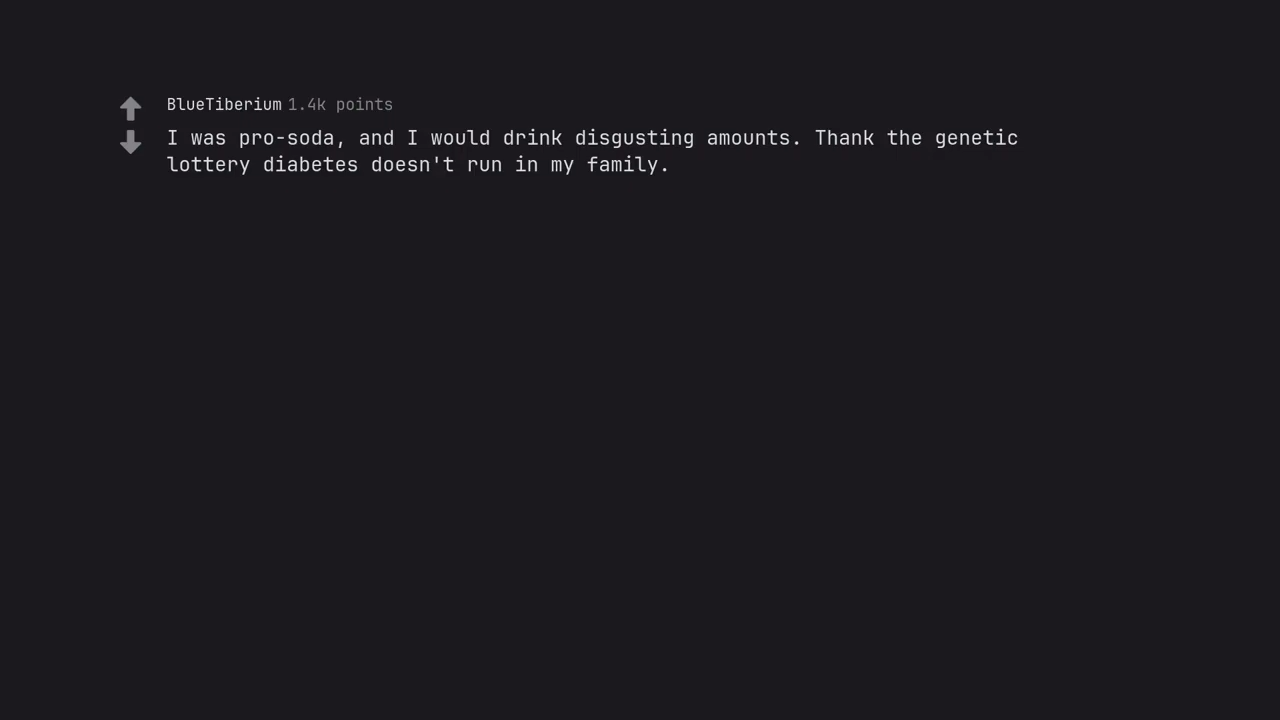 BlueTiberium 1.4k points
I was pro-soda, and I would drink disgusting amounts. Thank the genetic
lottery diabetes doesn't run in my family.